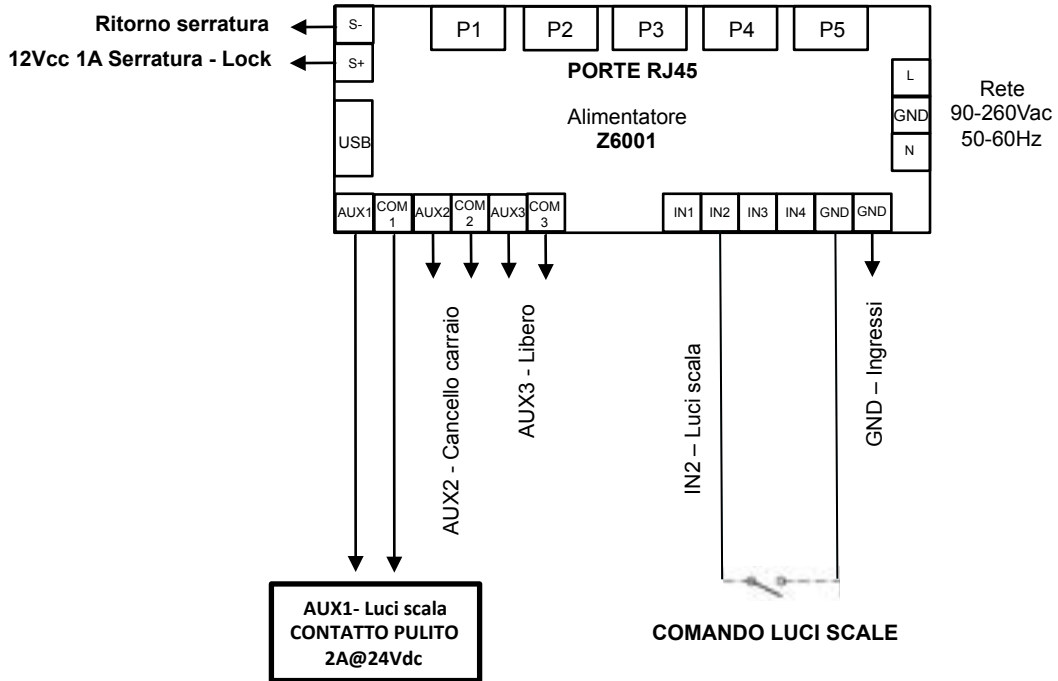 Ritorno serratura
12Vcc 1A Serratura - Lock
S-
S+
USB
P1 P2 P3 P4 P5
PORTE RJ45
Alimentatore
Z6001
L
GND
N
Rete
90-260Vac
50-60Hz
AUX1 COM 1 AUX2 COM 2 AUX3 COM 3
IN1 IN2 IN3 IN4 GND GND
AUX2 - Cancello carraio
AUX3 - Libero
IN2 – Luci scala
GND – Ingressi
AUX1- Luci scala
CONTATTO PULITO
2A@24Vdc
COMANDO LUCI SCALE